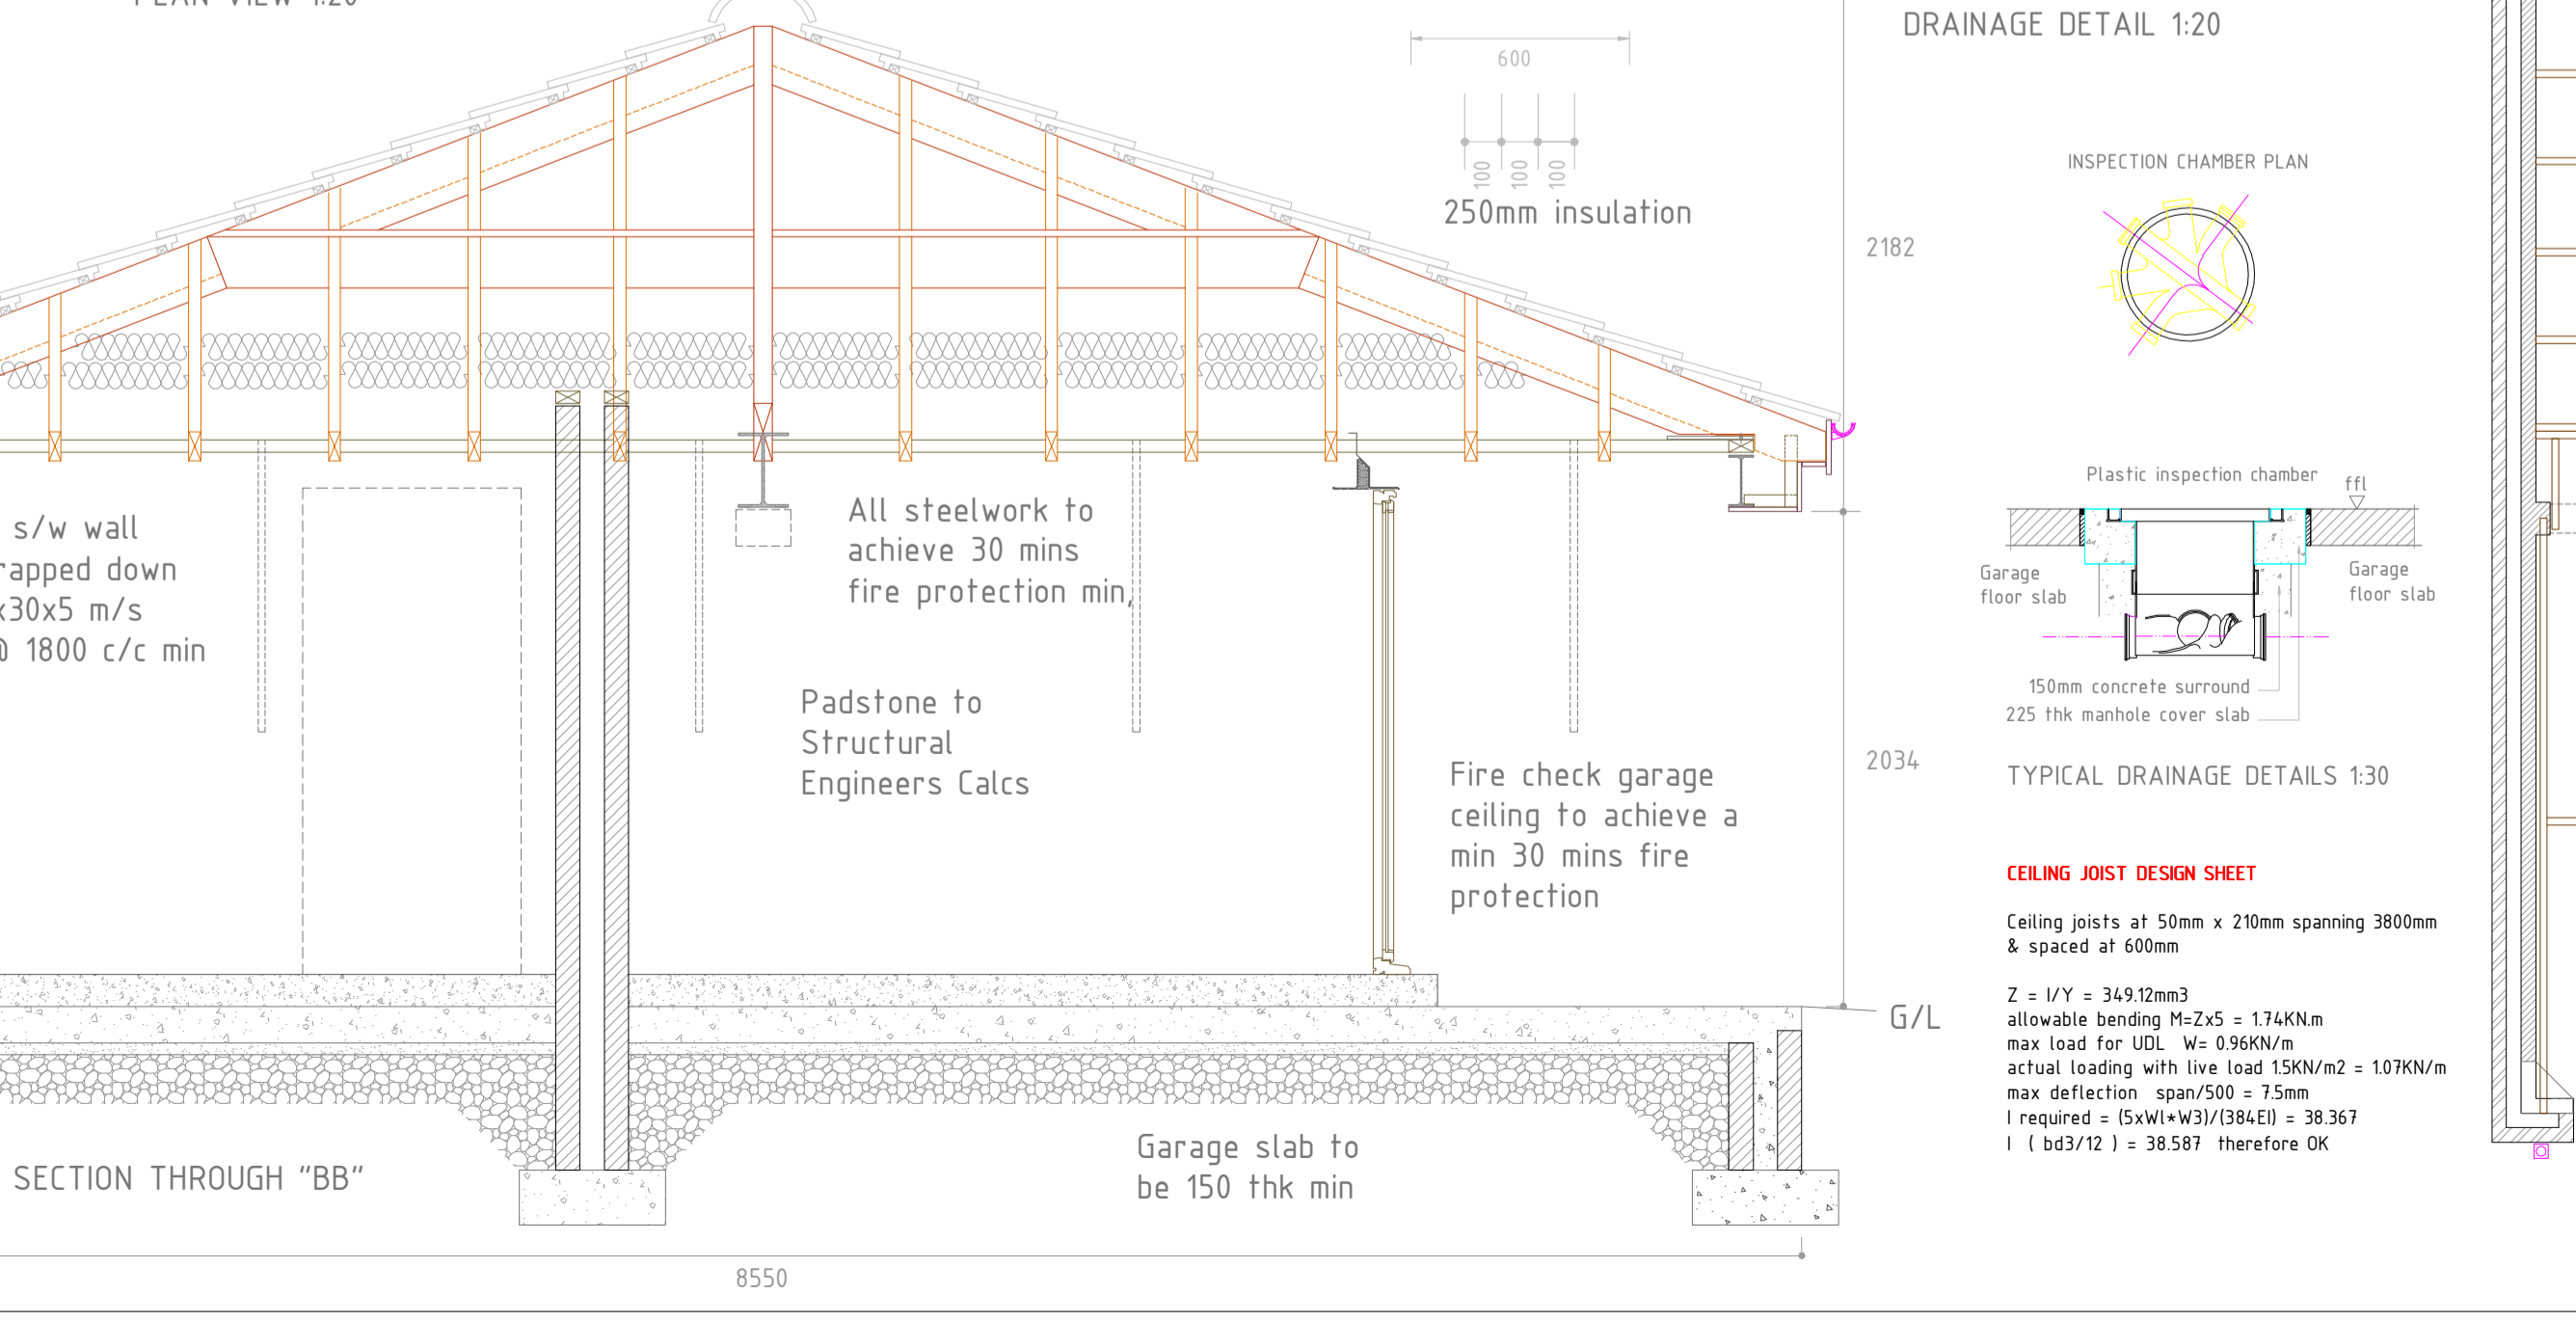 DRAINAGE DETAIL 1:20
600
100
100
100
250mm insulation
2182
INSPECTION CHAMBER PLAN
s/w wall
down
x30x5 m/s
@ 1800 c/c min
All steelwork to
achieve 30 mins
fire protection min,
Padstone to
Structural
Engineers Calcs
Fire check garage
ceiling to achieve a
min 30 mins fire
protection
2034
G/L
Garage slab to
be 150 thk min
SECTION THROUGH "BB"
8550
Plastic inspection chamber
ffl
Garage
floor slab
Garage
floor slab
150mm concrete surround
225 thk manhole cover slab
TYPICAL DRAINAGE DETAILS 1:30
CEILING JOIST DESIGN SHEET
Ceiling joists at 50mm x 210mm spanning 3800mm
& spaced at 600mm
Z = I/Y = 349.12mm3
allowable bending M=Zx5 = 1.74KN.m
max load for UDL W= 0.96KN/m
actual loading with live load 1.5KN/m2 = 1.07KN/m
max deflection span/500 = 7.5mm
I required = (5xWl*W3)/(384EI) = 38.367
I ( bd3/12 ) = 38.587 therefore OK